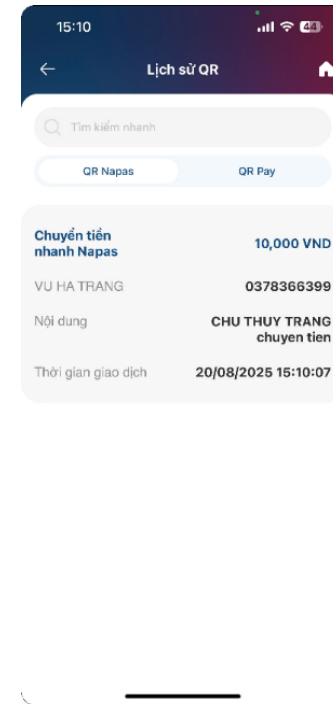 15:10
44
Lịch sử QR
Tìm kiếm nhanh
QR Napas
QR Pay
Chuyển tiền
nhanh Napas
10,000 VND
VU HA TRANG
0378366399
Nội dung
CHU THUY TRANG
chuyen tien
Thời gian giao dịch
20/08/2025 15:10:07